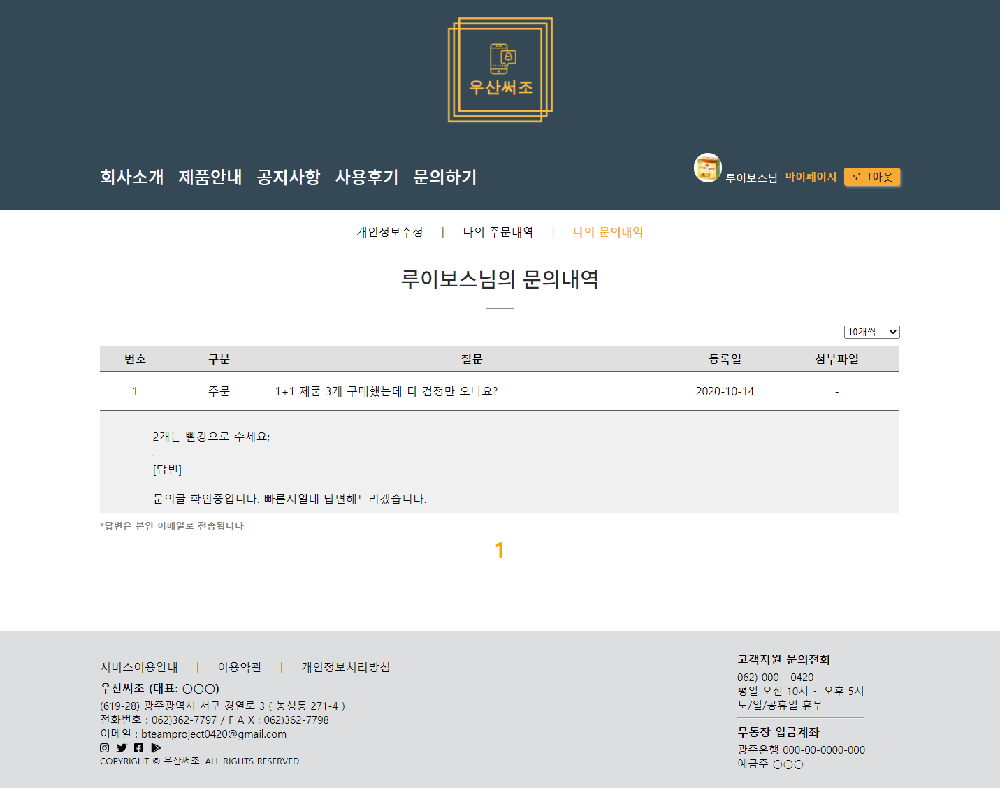 우산써조
회사소개 제품안내 공지사항 사용후기 문의하기 루이보스님 마이페이지 로그아웃
개인정보수정 | 나의 주문내역 | 나의 문의내역
루이보스님의 문의내역
10개씩
번호 구분 질문 등록일 첨부파일
1 주문 1+1 제품 3개 구매했는데 다 검정만 오나요? 2020-10-14 -
2개는 빨강으로 주세요;
[답변]
문의글 확인중입니다. 빠른시일내 답변해드리겠습니다.
*답변은 본인 이메일로 전송됩니다
1
서비스이용안내 | 이용약관 | 개인정보처리방침
우산써조 (대표: ○○○)
(619-28) 광주광역시 서구 경열로 3 ( 농성동 271-4 )
전화번호 : 062)362-7797 / F A X : 062)362-7798
이메일 : bteamproject0420@gmail.com
COPYRIGHT © 우산써조. ALL RIGHTS RESERVED.
고객지원 문의전화
062) 000 - 0420
평일 오전 10시 ~ 오후 5시
토/일/공휴일 휴무
무통장 입금계좌
광주은행 000-00-0000-000
예금주 ○○○